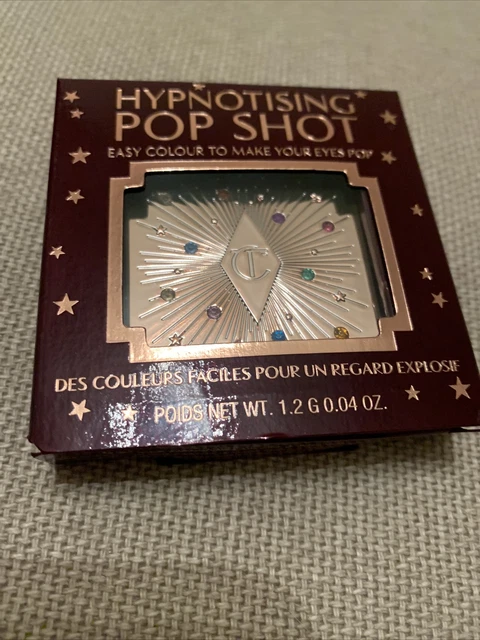 HYPNOTISING
POP SHOT
EASY COLOUR TO MAKE YOUR EYES POP
CT
DES COULEURS FACILES POUR UN REGARD EXPLOSIF
POIDS NET WT. 1.2 G 0.04 OZ.